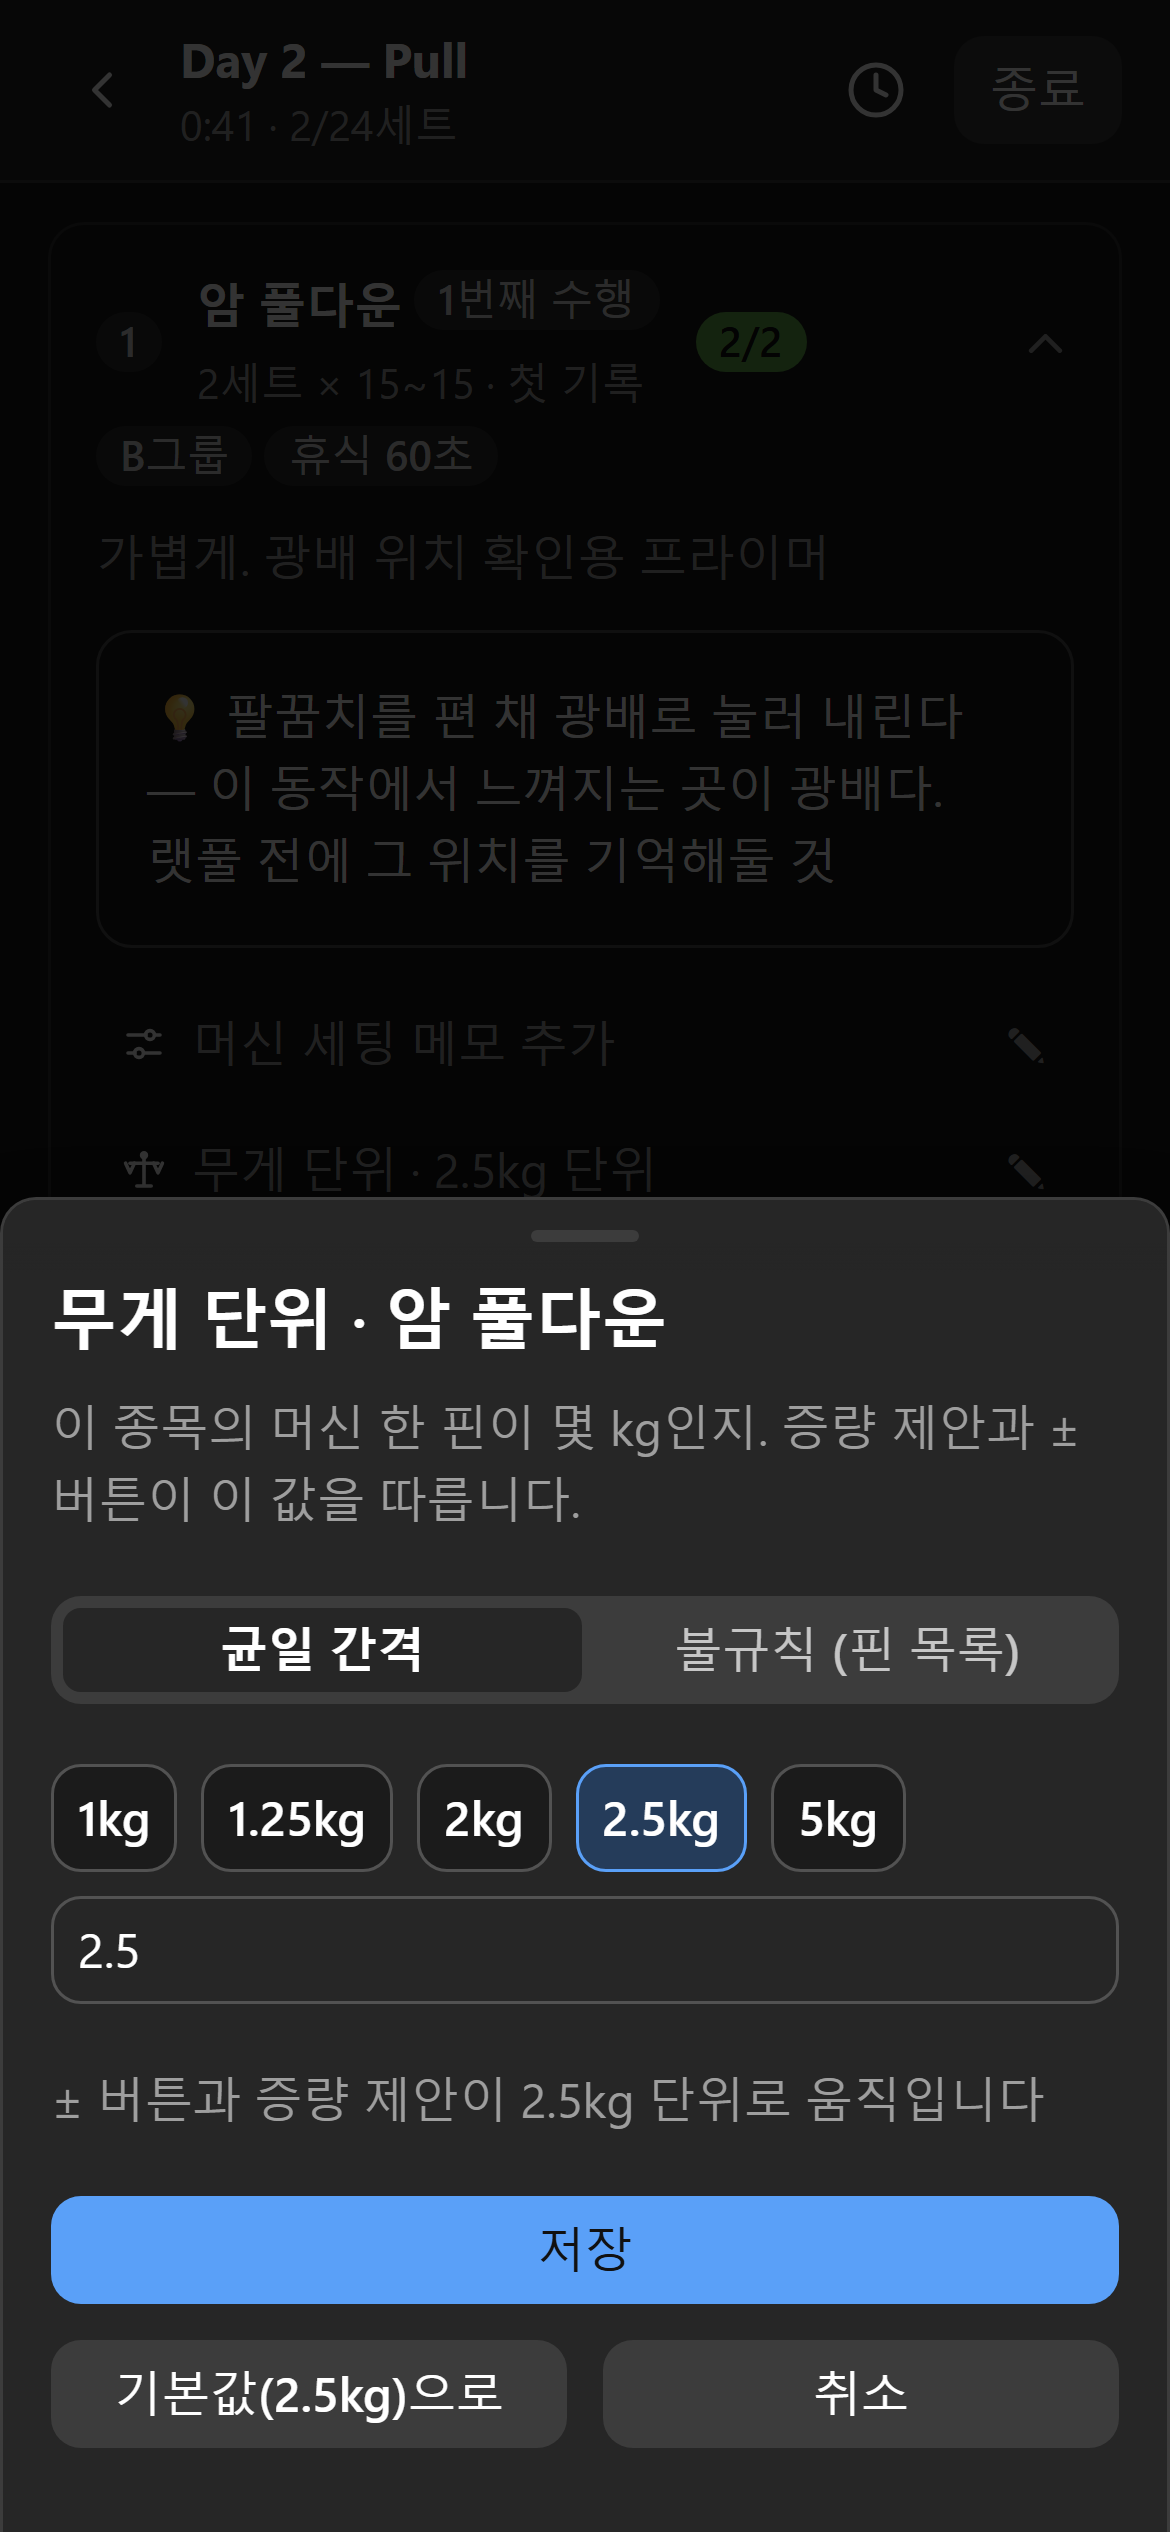 Day 2 — Pull
종료
0:41 · 2/24세트
1
암 풀다운
1번째 수행
2/2
2세트 × 15~15 · 첫 기록
B그룹
휴식 60초
가볍게. 광배 위치 확인용 프라이머
💡 팔꿈치를 편 채 광배로 눌러 내린다
— 이 동작에서 느껴지는 곳이 광배다.
랫풀 전에 그 위치를 기억해둘 것
머신 세팅 메모 추가
무게 단위 · 2.5kg 단위
무게 단위 · 암 풀다운
이 종목의 머신 한 핀이 몇 kg인지. 증량 제안과 ±
버튼이 이 값을 따릅니다.
균일 간격
불규칙 (핀 목록)
1kg
1.25kg
2kg
2.5kg
5kg
2.5
± 버튼과 증량 제안이 2.5kg 단위로 움직입니다
저장
기본값(2.5kg)으로
취소